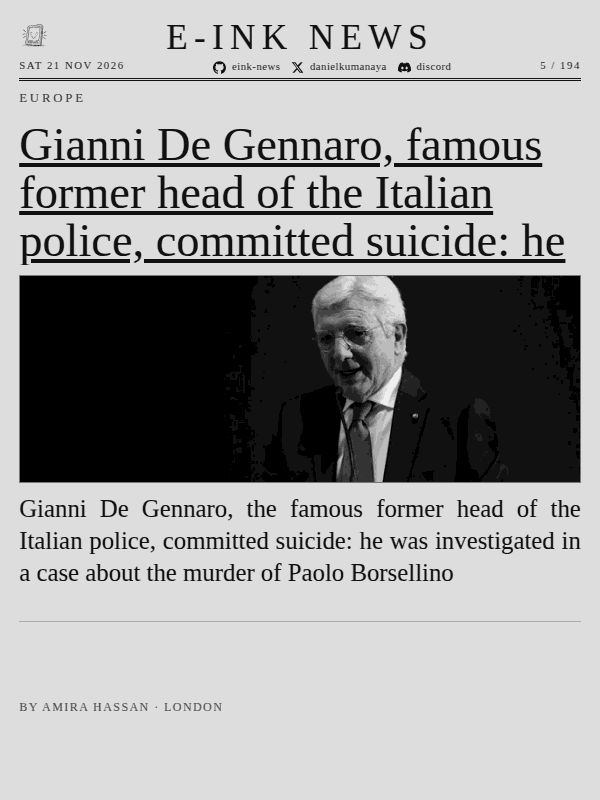 E-INK NEWS
SAT 21 NOV 2026
eink-news danielkumanaya discord
5 / 194
EUROPE
Gianni De Gennaro, famous
former head of the Italian
police, committed suicide: he
Gianni De Gennaro, the famous former head of the
Italian police, committed suicide: he was investigated in
a case about the murder of Paolo Borsellino
BY AMIRA HASSAN · LONDON